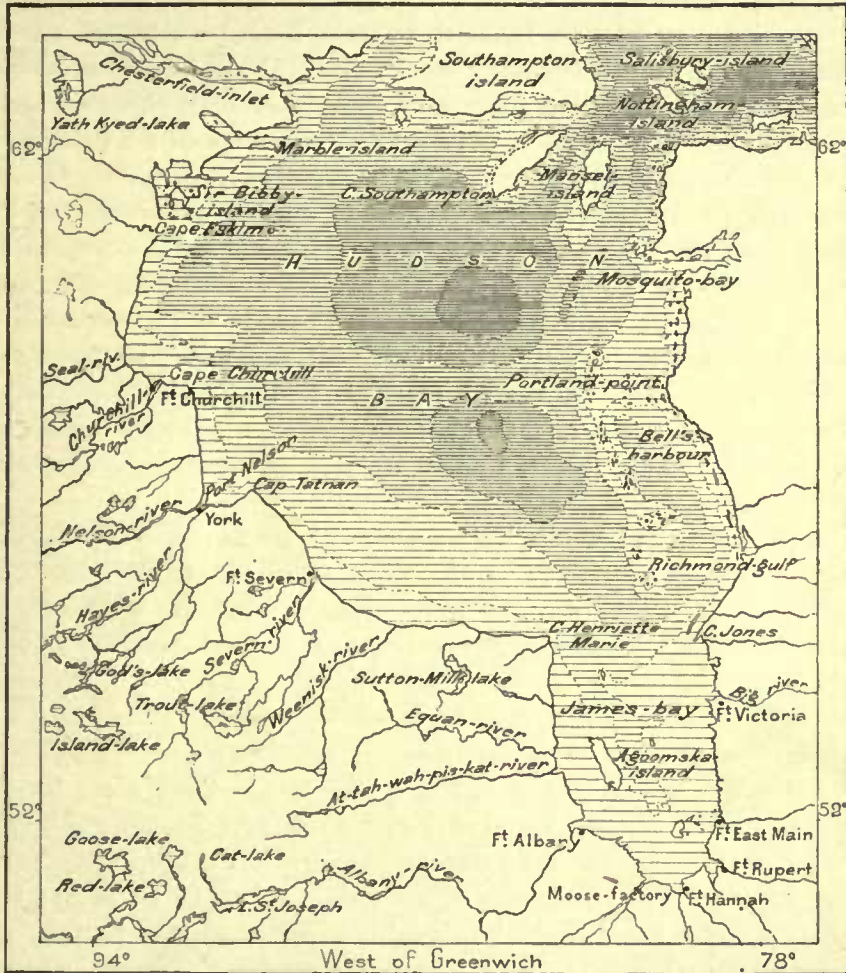 Chesterfield-inlet
Southampton-
island
Salisbury-island
Nottineham-
island
Yath Kyed-lake
62°
62°
Marble-island
Mansel-
island
Sir Bibby-
island
C. Southampton
Cape Eskimo
HUDSON
Mosquito-bay
Seal-riv.
Cape Churchill
Portland-point
Ft. Churchill
BAY
Churchill-
river
Bell's
harbour
Port Nelson
Cap Tatnan
Nelson-river
York
Ft. Severn
Richmond-gulf
Hayes-river
C. Henriette
Marie
C. Jones
Severn-river
God's-lake
Trout-lake
Weenisk-river
Sutton-Mill-lake
Big river
James-bay
Ft. Victoria
Island-lake
Equan-river
Agoomska-
island
At-tah-wah-pis-kat-river
52°
52°
Goose-lake
Cat-lake
Ft. Albany
Ft. East Main
Red-lake
Albany-river
Ft. Rupert
L. St. Joseph
Moose-factory
Ft. Hannah
94°
West of Greenwich
78°